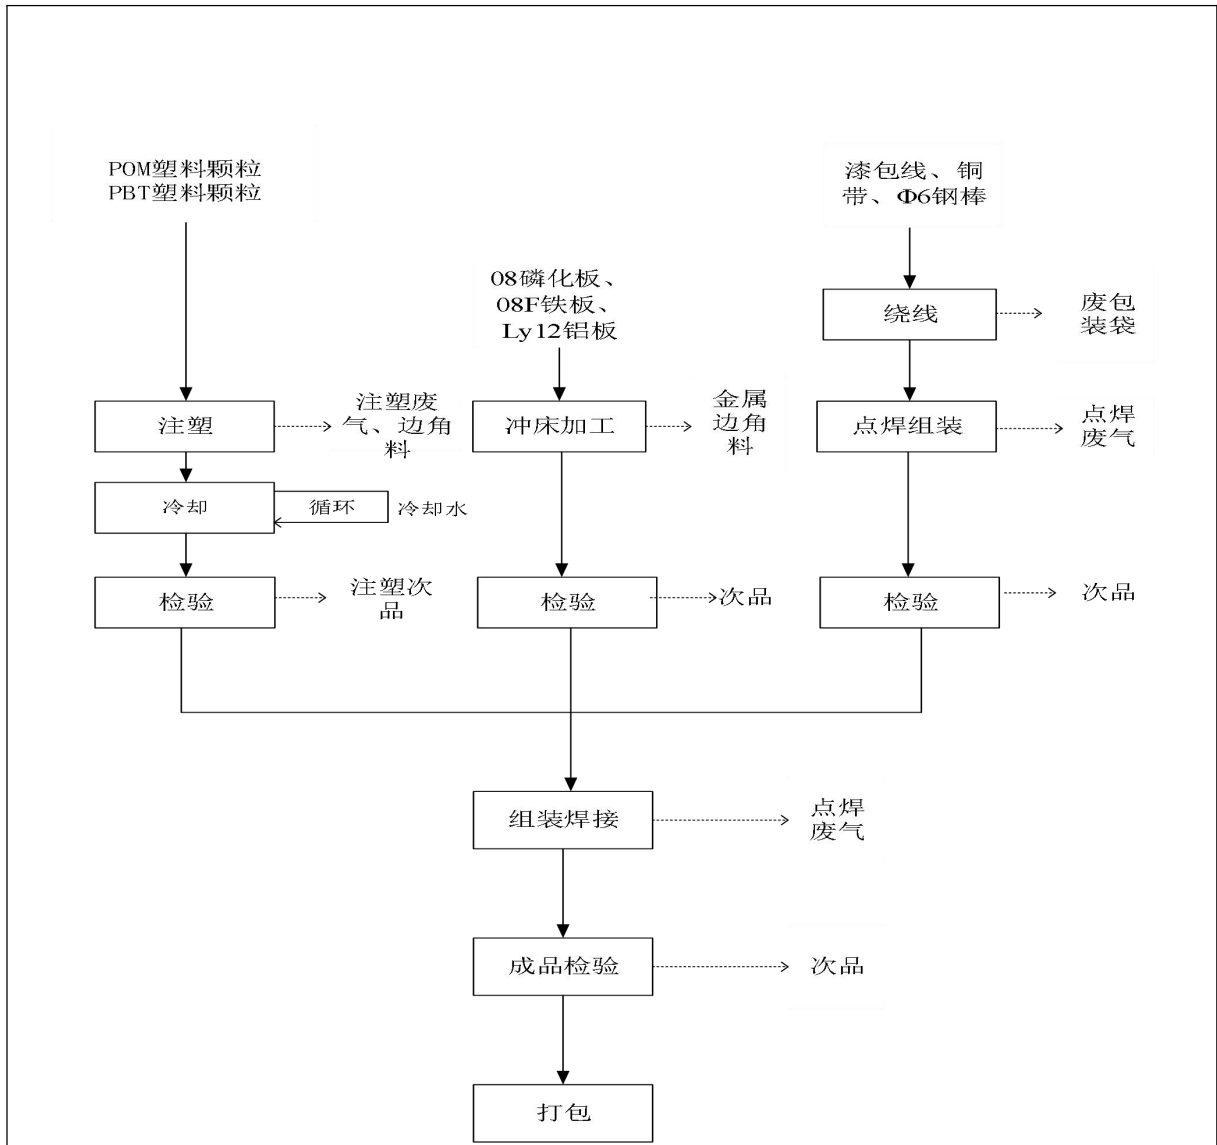 POM塑料颗粒
PBT塑料颗粒
漆包线、铜
带、Φ6钢棒
08磷化板、
08F铁板、
Ly12铝板
绕线
废包
装袋
注塑
注塑废
气、边角
料
冲床加工
金属
边角
料
点焊组装
点焊
废气
冷却
循环
冷却水
检验
注塑次
品
检验
次品
检验
次品
组装焊接
点焊
废气
成品检验
次品
打包